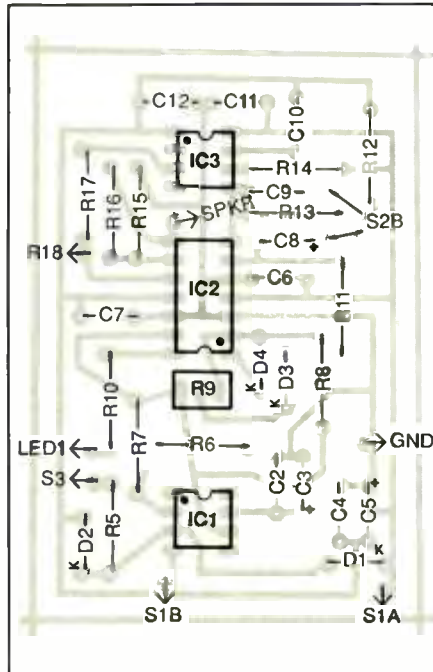 C12 C11
C10
IC3
R12
R17
R16
R15
R14
C9
SPKR
R13
S2B
R18
C8 +
IC2
C6
C7
11
D4 K
D3 K
R8
R9
R10
R7
R6
GND
LED1
S3
C2
C3 +
C4
C5 +
D2 K
R5
IC1
D1 K
S1B
S1A